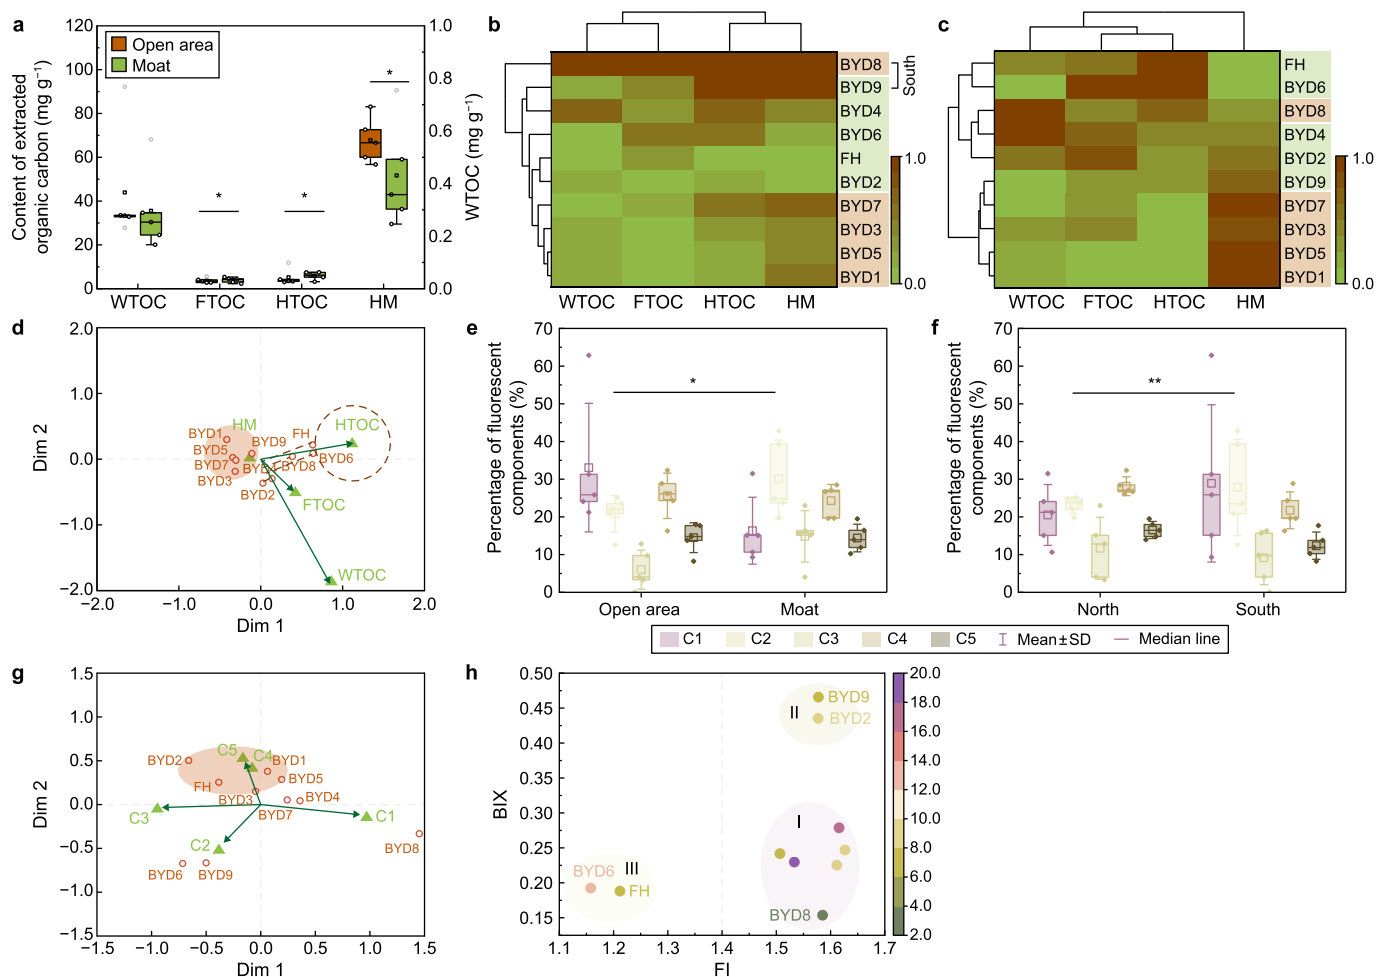 a
120
100
80
60
40
20
0
Content of extracted
organic carbon (mg g⁻¹)
Open area
Moat
*
*
*
WTOC
FTOC
HTOC
HM
1.0
0.8
0.6
0.4
0.2
0.0
WTOC (mg g⁻¹)
b
BYD8
BYD9
BYD4
BYD6
FH
BYD2
BYD7
BYD3
BYD5
BYD1
South
1.0
0.0
WTOC
FTOC
HTOC
HM
c
FH
BYD6
BYD8
BYD4
BYD2
BYD9
BYD7
BYD3
BYD5
BYD1
1.0
0.0
WTOC
FTOC
HTOC
HM
d
2.0
1.0
0.0
−1.0
−2.0
Dim 2
HM
HTOC
BYD1
BYD9
FH
BYD5
BYD7
BYD4
BYD8
BYD6
BYD3
BYD2
FTOC
WTOC
−2.0
−1.0
0.0
1.0
2.0
Dim 1
e
70
60
50
40
30
20
10
0
Percentage of fluorescent
components (%)
*
Open area
Moat
f
70
60
50
40
30
20
10
0
Percentage of fluorescent
components (%)
**
North
South
C1
C2
C3
C4
C5
Mean±SD
Median line
g
1.5
1.0
0.5
0.0
−0.5
−1.0
−1.5
Dim 2
C5
C4
BYD2
BYD1
FH
BYD5
BYD3
BYD4
BYD7
C3
C1
C2
BYD8
BYD6
BYD9
−1.5
−1.0
−0.5
0.0
0.5
1.0
1.5
Dim 1
h
0.50
0.45
0.40
0.35
0.30
0.25
0.20
0.15
BIX
BYD9
II
BYD2
I
BYD6
III
FH
BYD8
1.1
1.2
1.3
1.4
1.5
1.6
1.7
FI
20.0
18.0
16.0
14.0
12.0
10.0
8.0
6.0
4.0
2.0